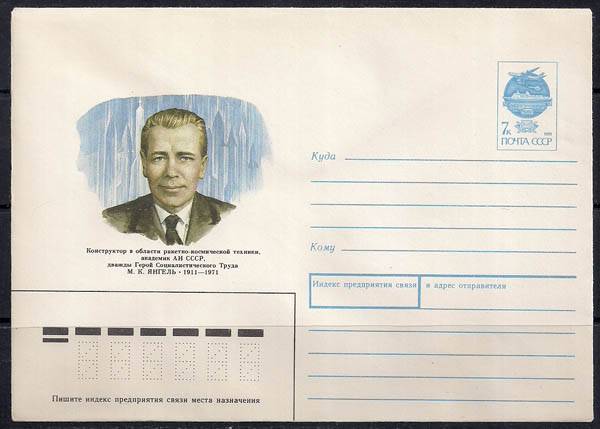 7к
ПОЧТА СССР
Куда
Кому
Индекс предприятия связи и адрес отправителя
Конструктор в области ракетно-космической техники,
академик АН СССР,
дважды Герой Социалистического Труда
М. К. ЯНГЕЛЬ • 1911—1971
Пишите индекс предприятия связи места назначения